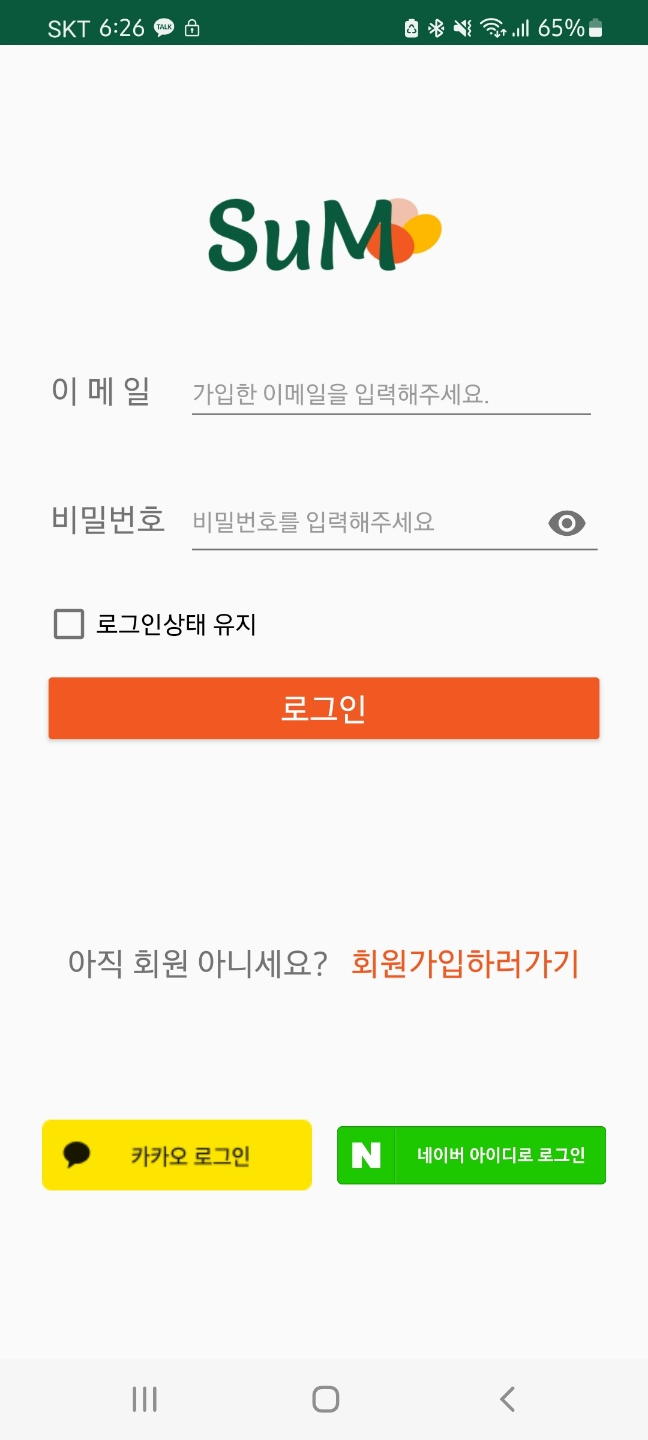 SKT 6:26 TALK 65%
SuM
이 메 일 가입한 이메일을 입력해주세요.
비밀번호 비밀번호를 입력해주세요
로그인상태 유지
로그인
아직 회원 아니세요? 회원가입하러가기
카카오 로그인 N 네이버 아이디로 로그인